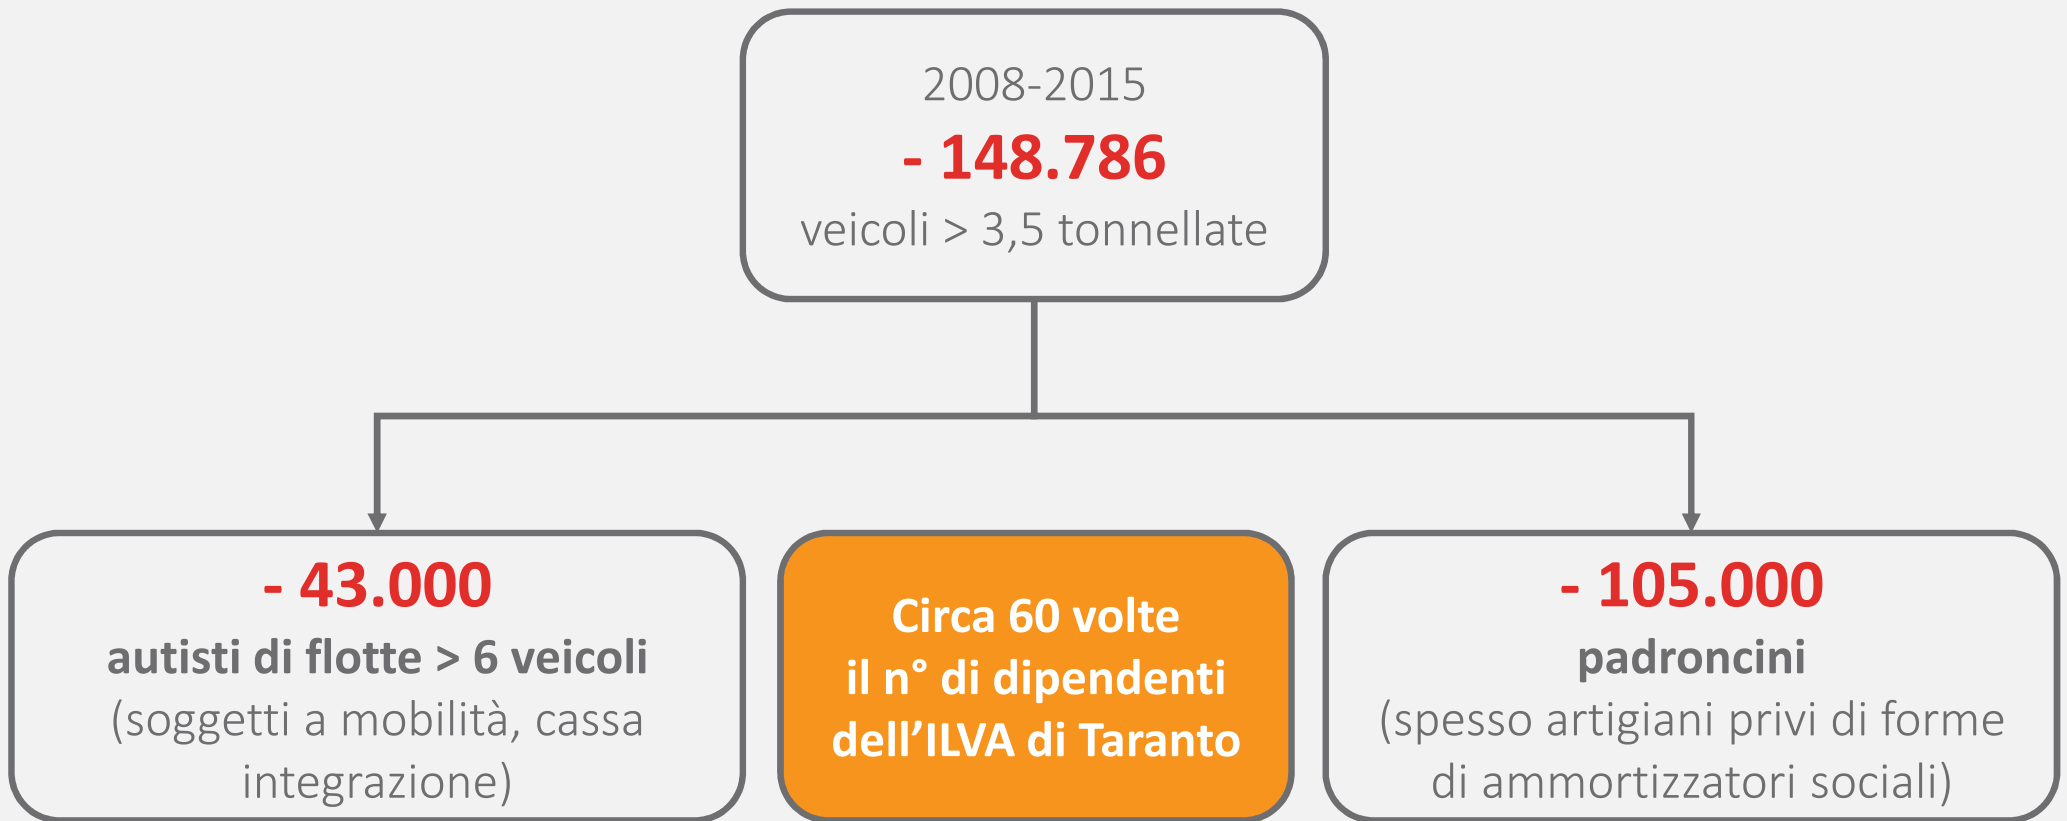 2008-2015
- 148.786
veicoli > 3,5 tonnellate
- 43.000
autisti di flotte > 6 veicoli
(soggetti a mobilità, cassa
integrazione)
Circa 60 volte
il n° di dipendenti
dell’ILVA di Taranto
- 105.000
padroncini
(spesso artigiani privi di forme
di ammortizzatori sociali)